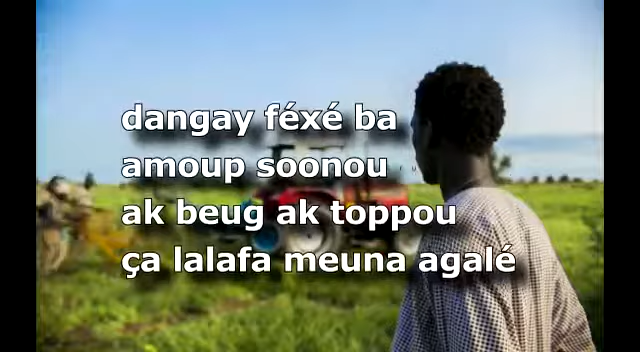 dangay féxé ba
amoup soonou
ak beug ak toppou
ça lalafa meuna agalé